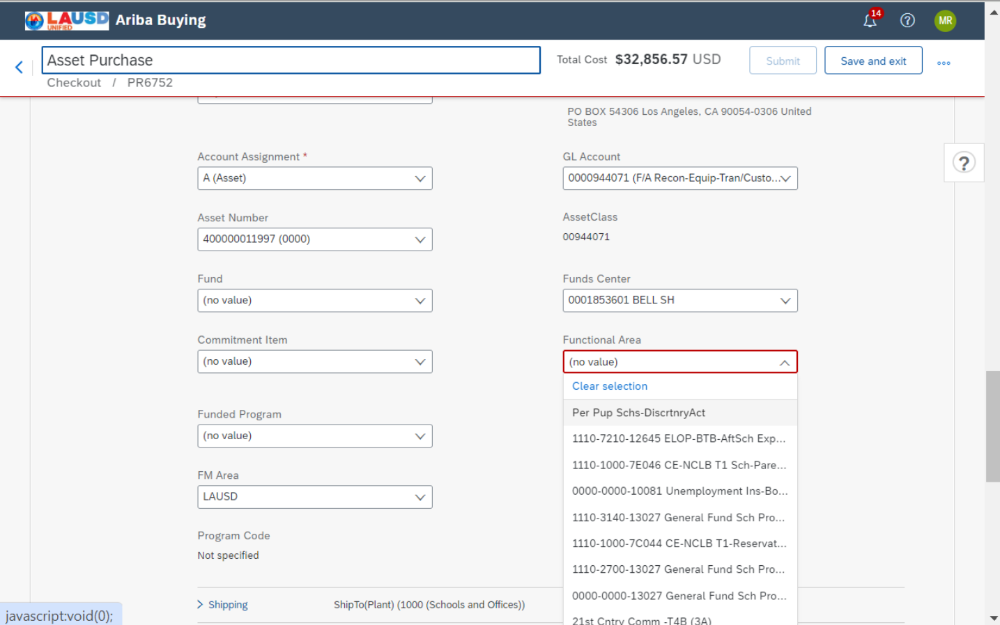 LAUSD
UNIFIED
Ariba Buying
14
MR
Asset Purchase
Total Cost $32,856.57 USD
Submit
Save and exit
Checkout / PR6752
PO BOX 54306 Los Angeles, CA 90054-0306 United
States
Account Assignment *
A (Asset)
GL Account
0000944071 (F/A Recon-Equip-Tran/Custo...
?
Asset Number
400000011997 (0000)
AssetClass
00944071
Fund
(no value)
Funds Center
0001853601 BELL SH
Commitment Item
(no value)
Functional Area
(no value)
Clear selection
Per Pup Schs-DiscrtnryAct
1110-7210-12645 ELOP-BTB-AftSch Exp...
1110-1000-7E046 CE-NCLB T1 Sch-Pare...
0000-0000-10081 Unemployment Ins-Bo...
1110-3140-13027 General Fund Sch Pro...
1110-1000-7C044 CE-NCLB T1-Reservat...
1110-2700-13027 General Fund Sch Pro...
0000-0000-13027 General Fund Sch Pro...
21st Cntry Comm -T4B (3A)
Funded Program
(no value)
FM Area
LAUSD
Program Code
Not specified
Shipping
ShipTo(Plant) (1000 (Schools and Offices))
javascript:void(0);